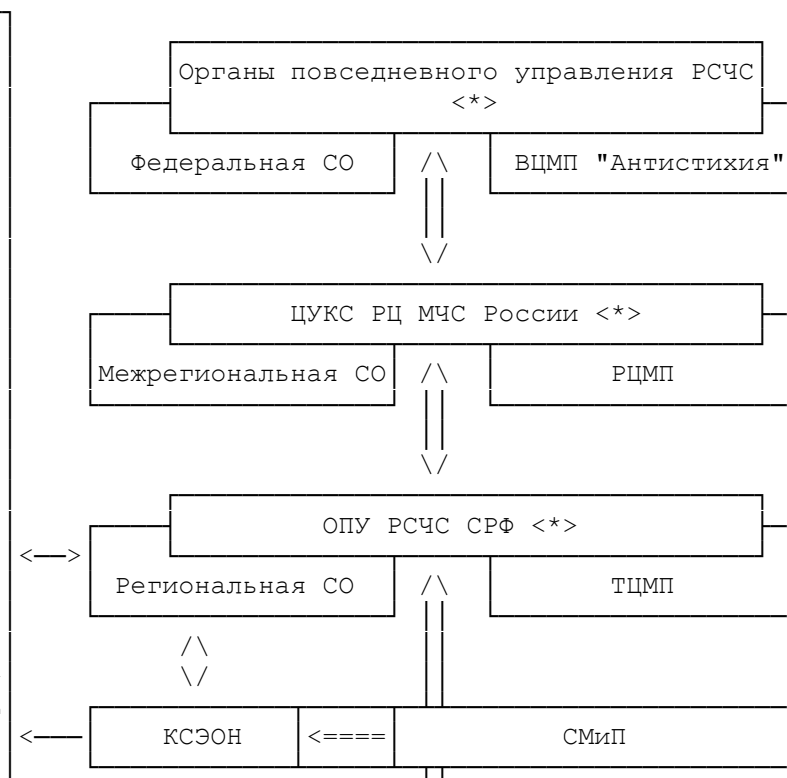 Органы повседневного управления РСЧС
<*>
Федеральная СО /\ ВЦМП "Антистихия"
\/
ЦУКС РЦ МЧС России <*>
Межрегиональная СО /\ РЦМП
\/
ОПУ РСЧС СРФ <*>
<──>
Региональная СО /\ ТЦМП
/\
\/
<─── КСЭОН <==== СМиП